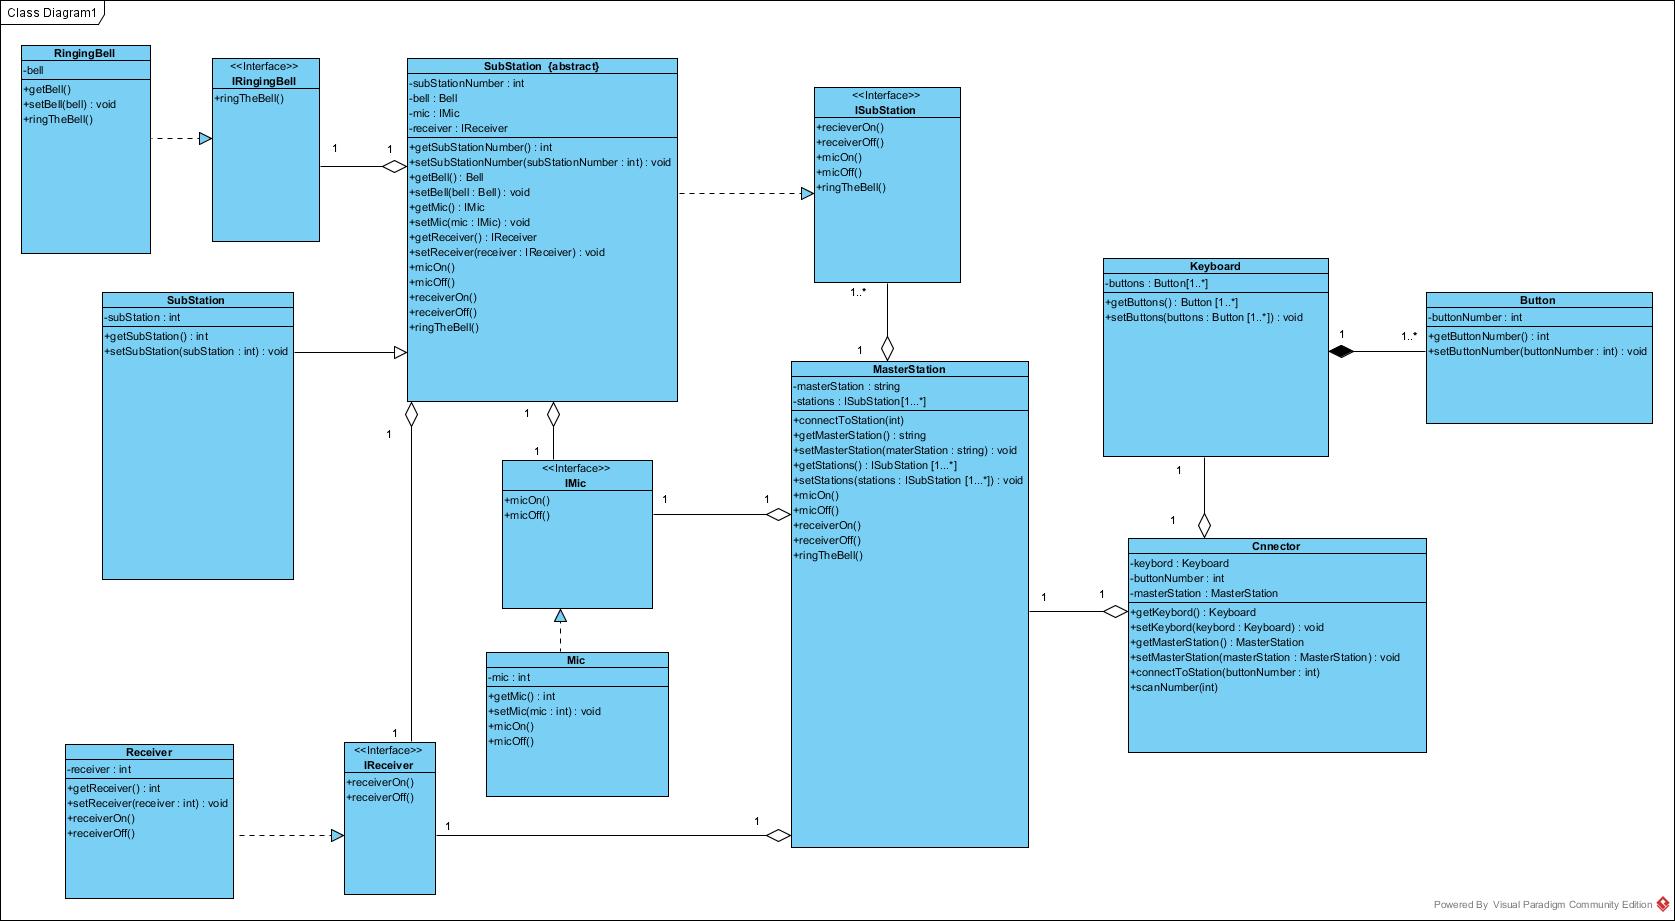 Class Diagram1
RingingBell
-bell
+getBell()
+setBell(bell) : void
+ringTheBell()
<<Interface>>
IRingingBell
+ringTheBell()
1
1
SubStation {abstract}
-subStationNumber : int
-bell : Bell
-mic : IMic
-receiver : IReceiver
+getSubStationNumber() : int
+setSubStationNumber(subStationNumber : int) : void
+getBell() : Bell
+setBell(bell : Bell) : void
+getMic() : IMic
+setMic(mic : IMic) : void
+getReceiver() : IReceiver
+setReceiver(receiver : IReceiver) : void
+micOn()
+micOff()
+receiverOn()
+receiverOff()
+ringTheBell()
<<Interface>>
ISubStation
+recieverOn()
+receiverOff()
+micOn()
+micOff()
+ringTheBell()
1..*
1
Keyboard
-buttons : Button[1..*]
+getButtons() : Button [1..*]
+setButtons(buttons : Button [1..*]) : void
1
1..*
Button
-buttonNumber : int
+getButtonNumber() : int
+setButtonNumber(buttonNumber : int) : void
SubStation
-subStation : int
+getSubStation() : int
+setSubStation(subStation : int) : void
1
1
1
<<Interface>>
IMic
+micOn()
+micOff()
1
1
MasterStation
-masterStation : string
-stations : ISubStation[1...*]
+connectToStation(int)
+getMasterStation() : string
+setMasterStation(materStation : string) : void
+getStations() : ISubStation [1...*]
+setStations(stations : ISubStation [1...*]) : void
+micOn()
+micOff()
+receiverOn()
+receiverOff()
+ringTheBell()
1
1
1
1
Cnnector
-keybord : Keyboard
-buttonNumber : int
-masterStation : MasterStation
+getKeybord() : Keyboard
+setKeybord(keybord : Keyboard) : void
+getMasterStation() : MasterStation
+setMasterStation(masterStation : MasterStation) : void
+connectToStation(buttonNumber : int)
+scanNumber(int)
Mic
-mic : int
+getMic() : int
+setMic(mic : int) : void
+micOn()
+micOff()
Receiver
-receiver : int
+getReceiver() : int
+setReceiver(receiver : int) : void
+receiverOn()
+receiverOff()
1
<<Interface>>
IReceiver
+receiverOn()
+receiverOff()
1
1
Powered By Visual Paradigm Community Edition